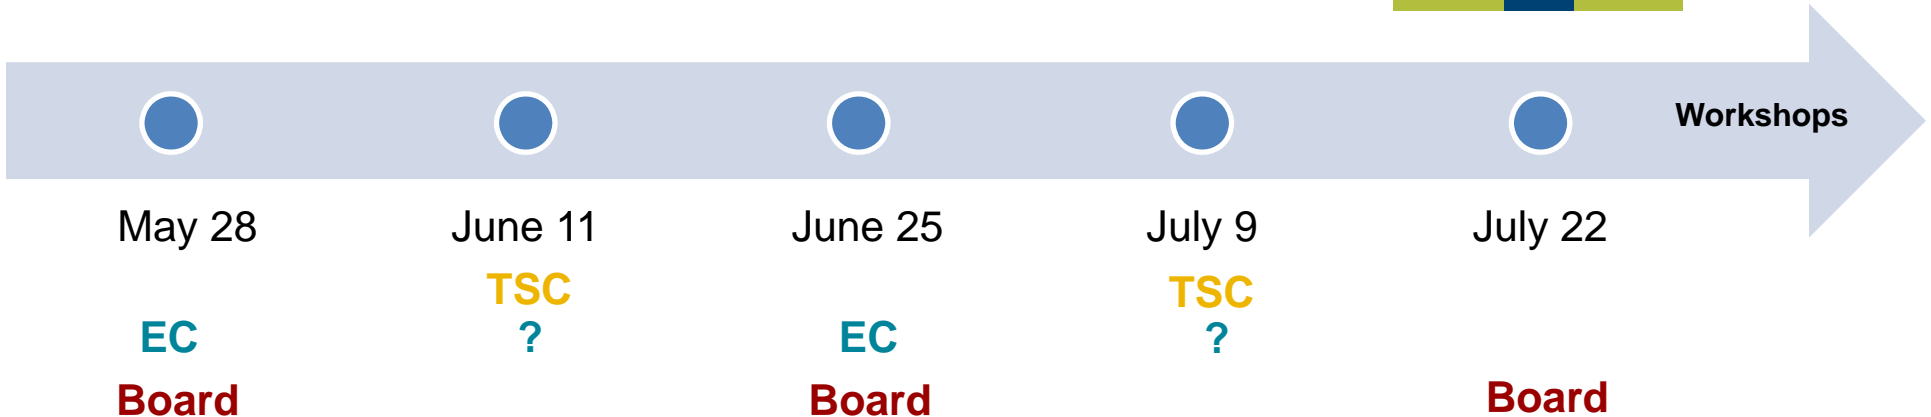 Workshops
May 28 June 11 June 25 July 9 July 22
TSC TSC
EC ? EC ?
Board Board Board